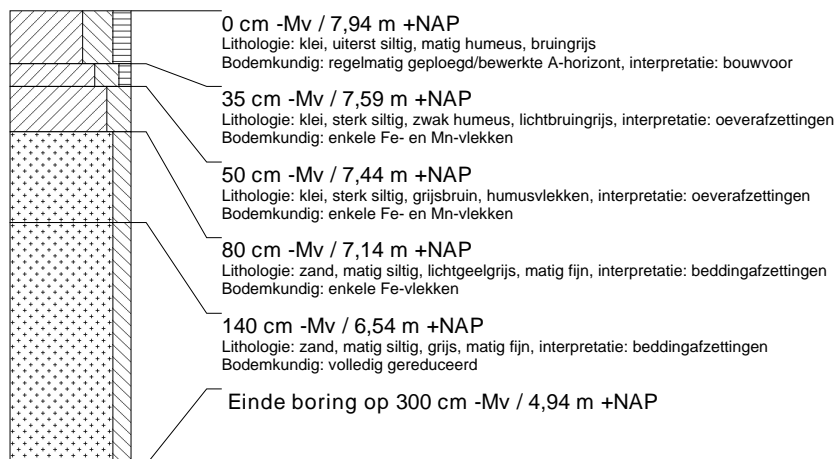 0 cm -Mv / 7,94 m +NAP
Lithologie: klei, uiterst siltig, matig humeus, bruingrijs
Bodemkundig: regelmatig geploegd/bewerkte A-horizont, interpretatie: bouwvoor
35 cm -Mv / 7,59 m +NAP
Lithologie: klei, sterk siltig, zwak humeus, lichtbruingrijs, interpretatie: oeverafzettingen
Bodemkundig: enkele Fe- en Mn-vlekken
50 cm -Mv / 7,44 m +NAP
Lithologie: klei, sterk siltig, grijsbruin, humusvlekken, interpretatie: oeverafzettingen
Bodemkundig: enkele Fe- en Mn-vlekken
80 cm -Mv / 7,14 m +NAP
Lithologie: zand, matig siltig, lichtgeelgrijs, matig fijn, interpretatie: beddingafzettingen
Bodemkundig: enkele Fe-vlekken
140 cm -Mv / 6,54 m +NAP
Lithologie: zand, matig siltig, grijs, matig fijn, interpretatie: beddingafzettingen
Bodemkundig: volledig gereduceerd
Einde boring op 300 cm -Mv / 4,94 m +NAP